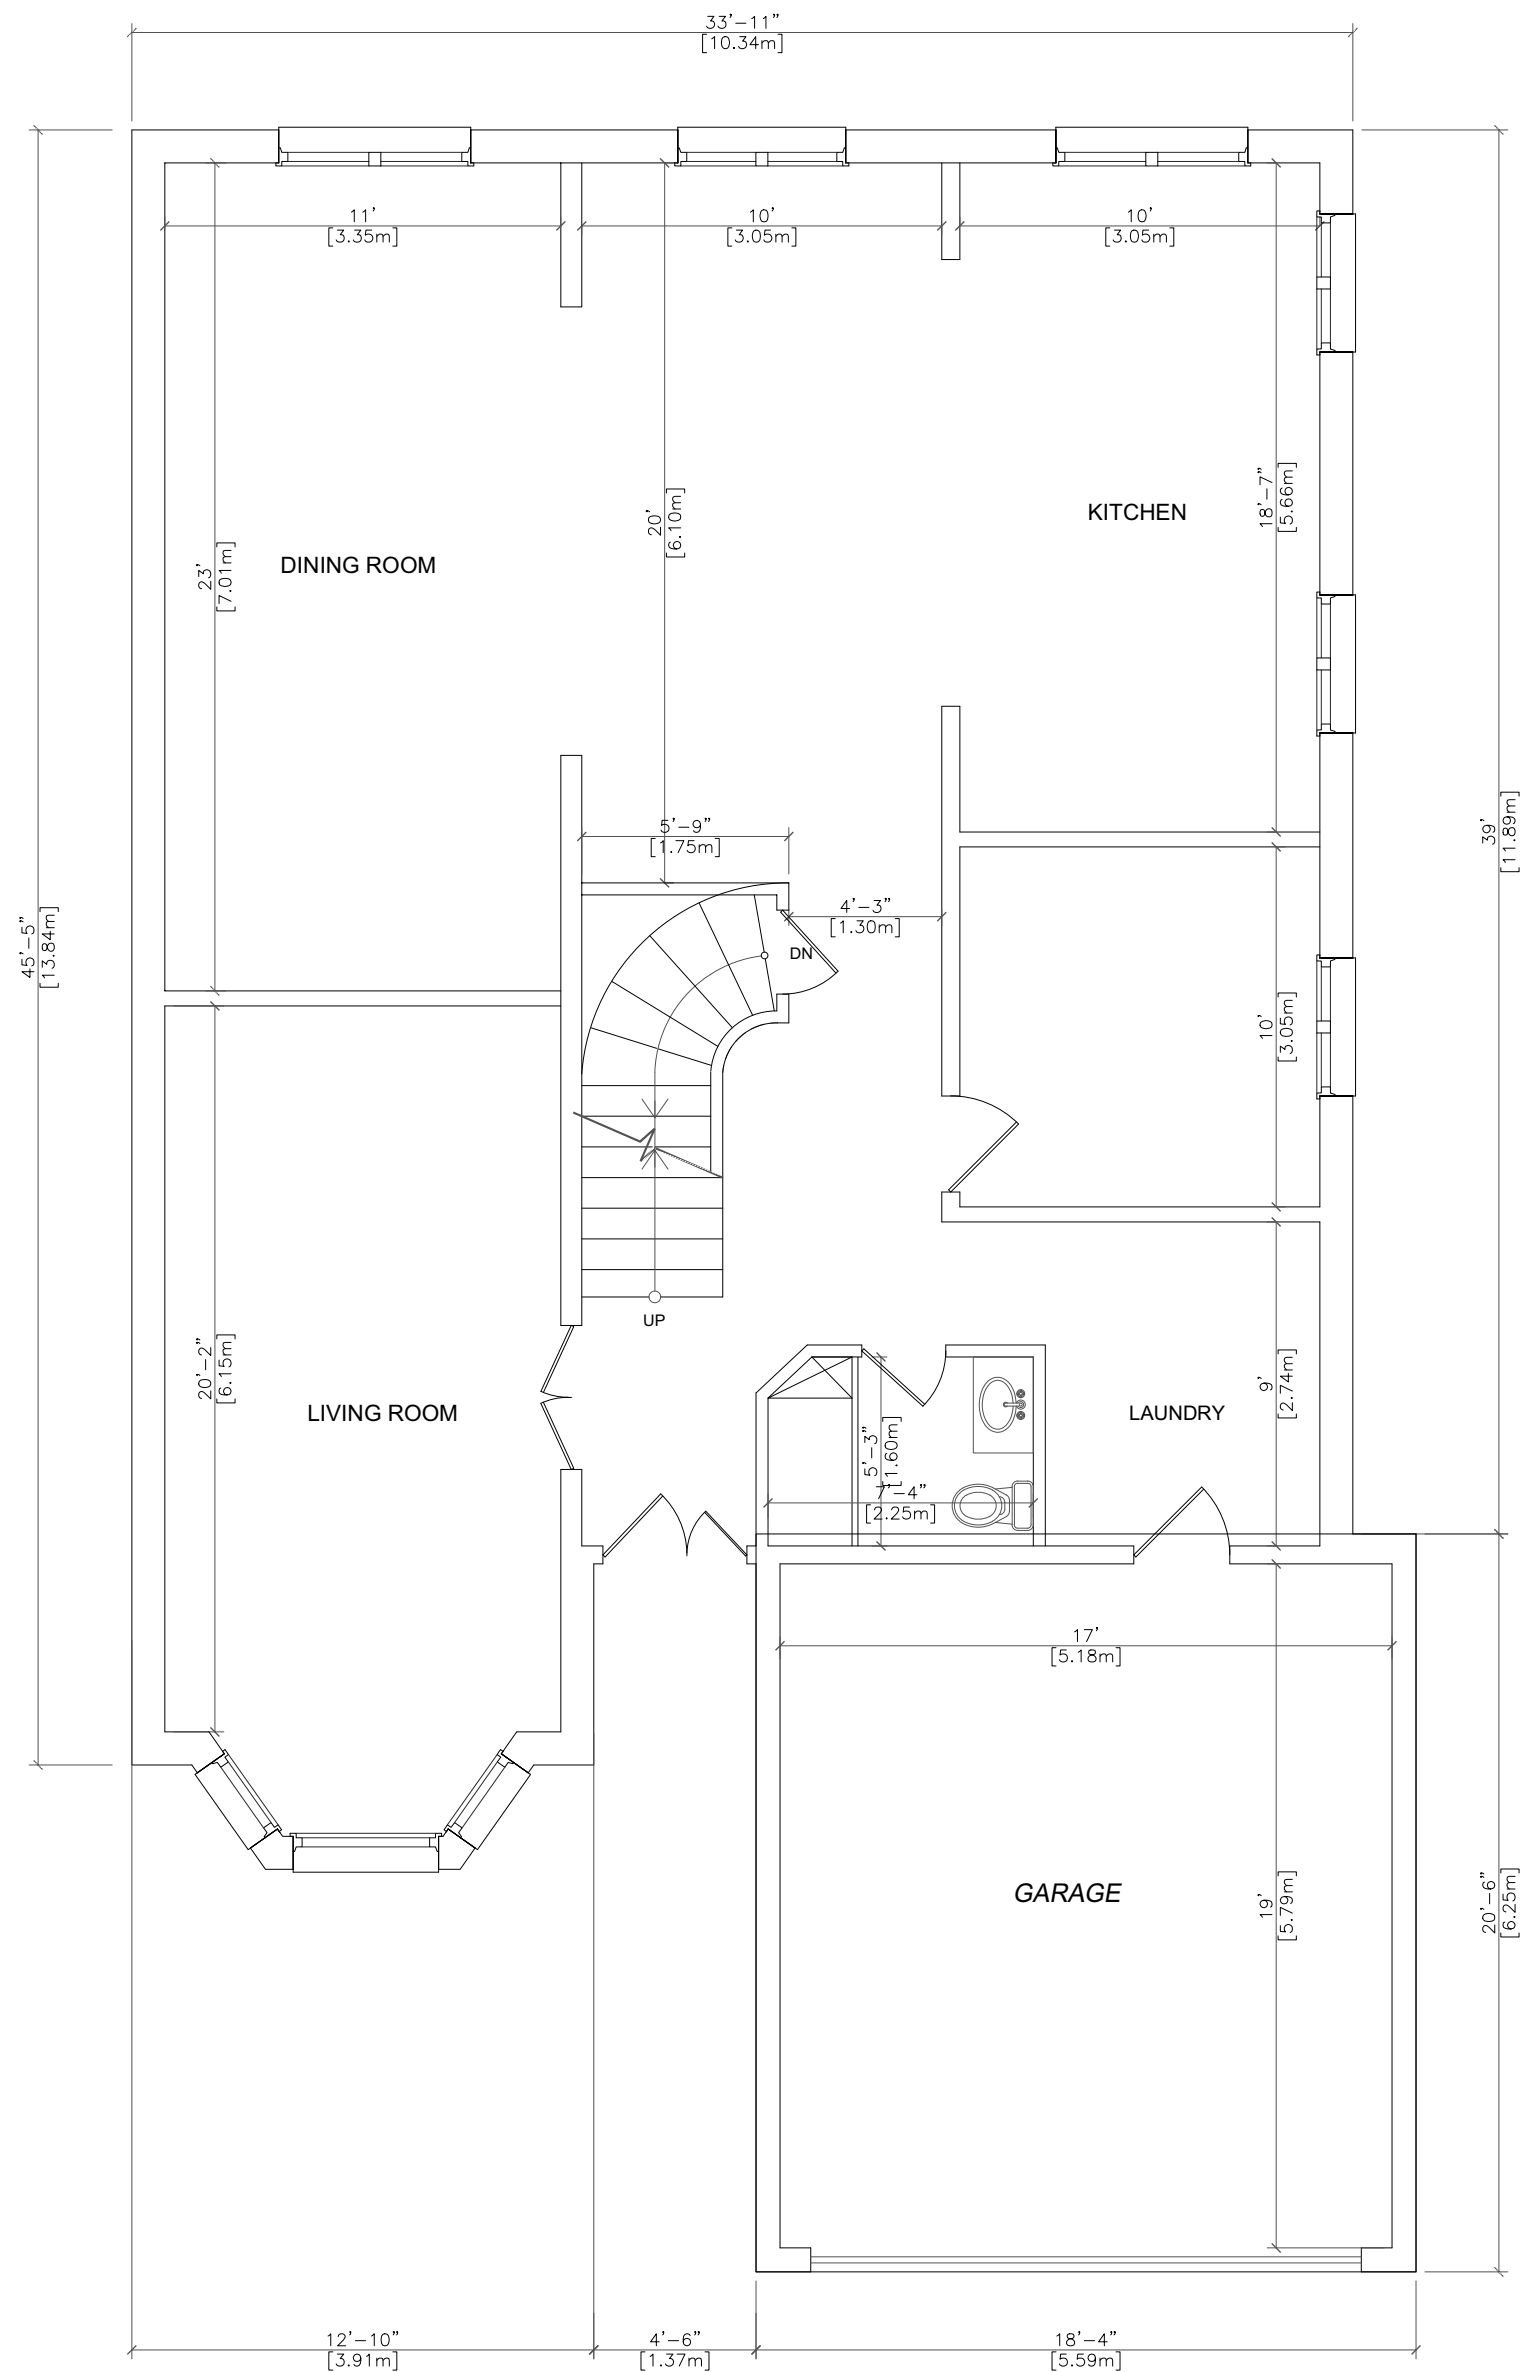 33'-11"
[10.34m]
11'
[3.35m]
10'
[3.05m]
10'
[3.05m]
18'-7"
[5.66m]
KITCHEN
20'
[6.10m]
DINING ROOM
23'
[7.01m]
5'-9"
[1.75m]
39'
[11.89m]
4'-3"
[1.30m]
45'-5"
[13.84m]
DN
10'
[3.05m]
UP
20'-2"
[6.15m]
LIVING ROOM
9'
[2.74m]
LAUNDRY
5'-3"
[1.60m]
7'-4"
[2.25m]
17'
[5.18m]
GARAGE
19'
[5.79m]
20'-6"
[6.25m]
12'-10"
[3.91m]
4'-6"
[1.37m]
18'-4"
[5.59m]